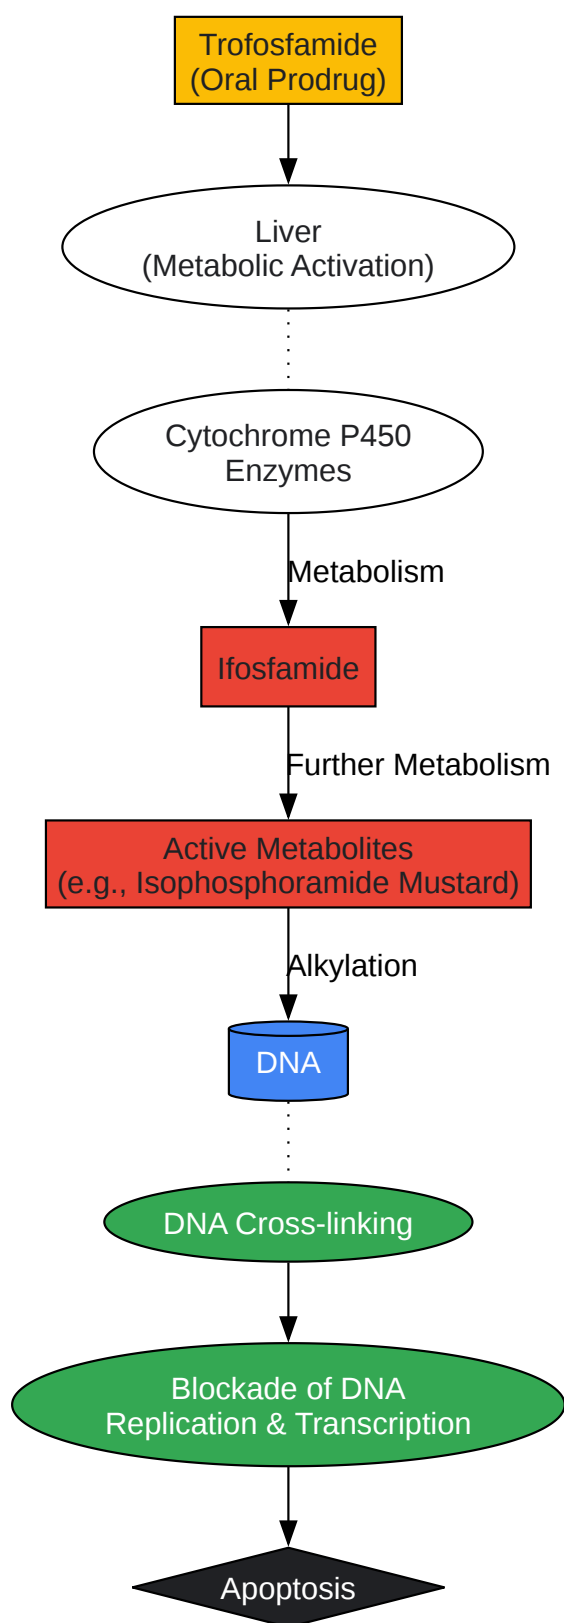 Trofosfamide
(Oral Prodrug)
Liver
(Metabolic Activation)
Cytochrome P450
Enzymes
Metabolism
Ifosfamide
Further Metabolism
Active Metabolites
(e.g., Isophosphoramide Mustard)
Alkylation
DNA
DNA Cross-linking
Blockade of DNA
Replication & Transcription
Apoptosis